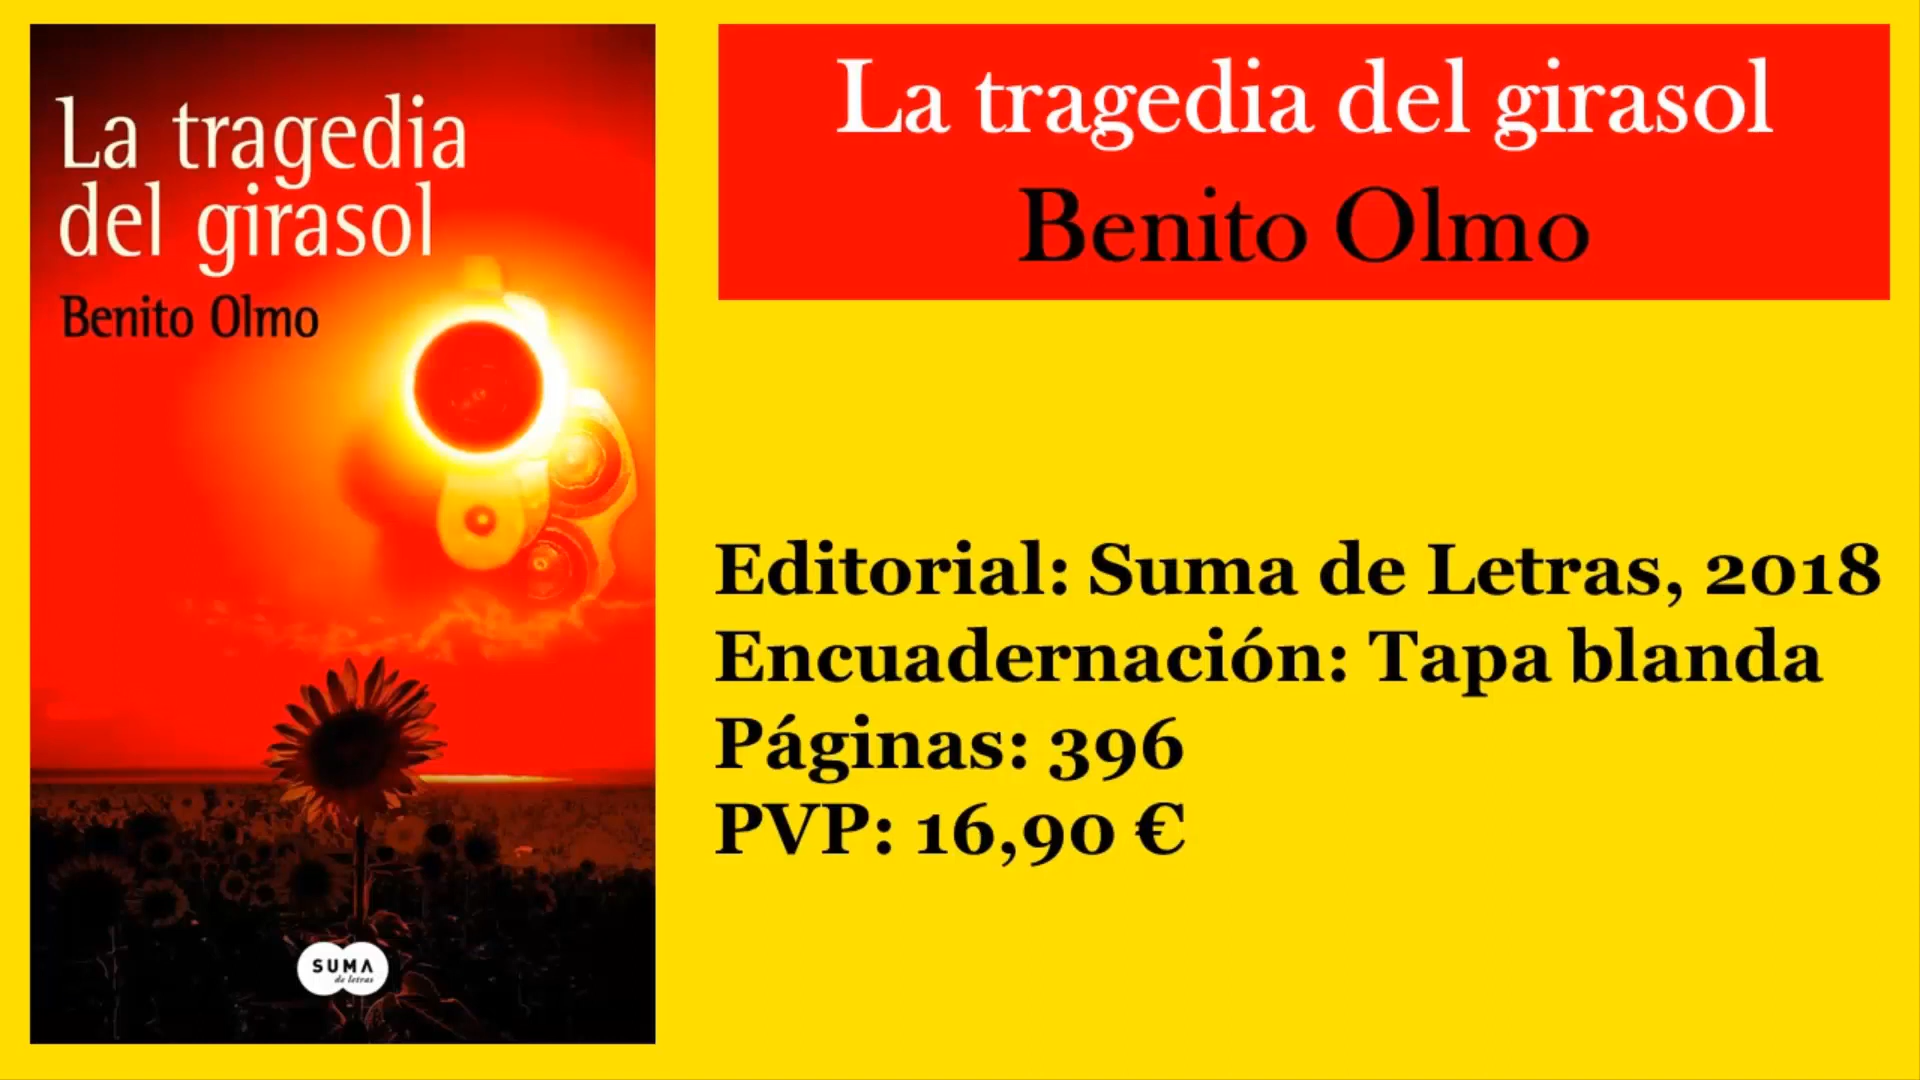 La tragedia
del girasol
Benito Olmo
SUMA
de letras
La tragedia del girasol
Benito Olmo
Editorial: Suma de Letras, 2018
Encuadernación: Tapa blanda
Páginas: 396
PVP: 16,90 €